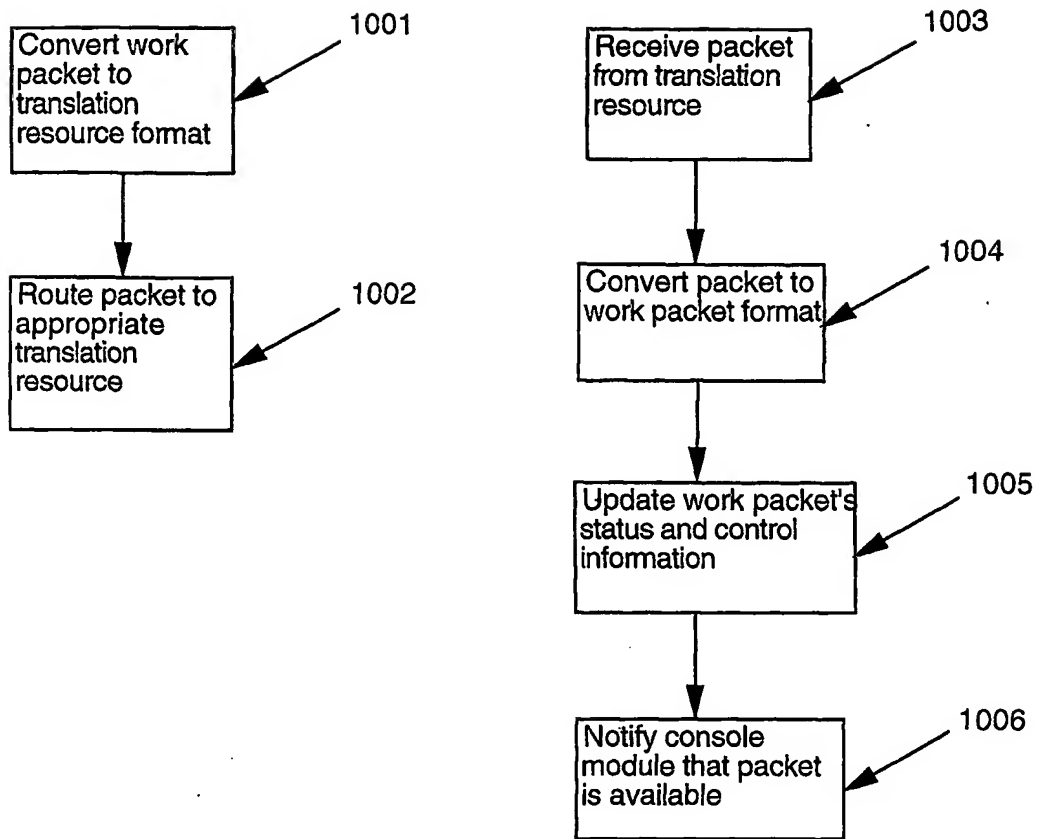 Convert work
packet to
translation
resource format
1001
Route packet to
appropriate
translation
resource
1002
Receive packet
from translation
resource
1003
Convert packet to
work packet format
1004
Update work packet's
status and control
information
1005
Notify console
module that packet
is available
1006